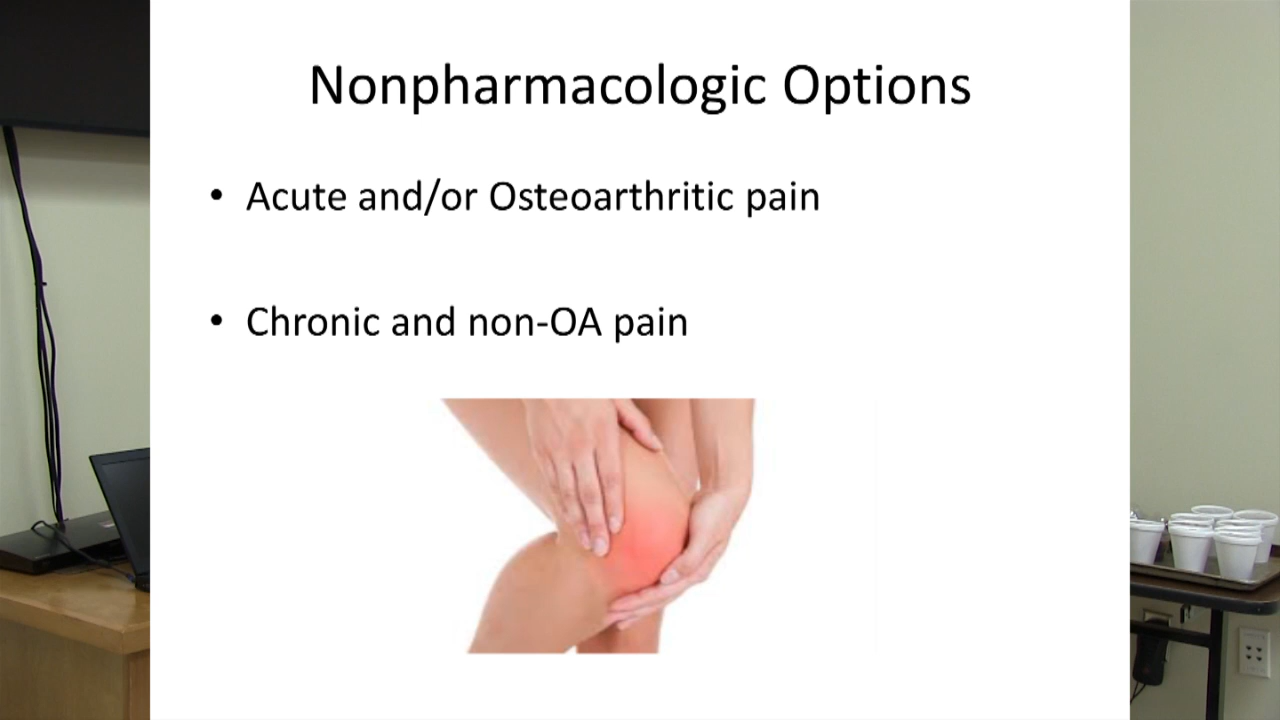 Nonpharmacologic Options
• Acute and/or Osteoarthritic pain
• Chronic and non-OA pain